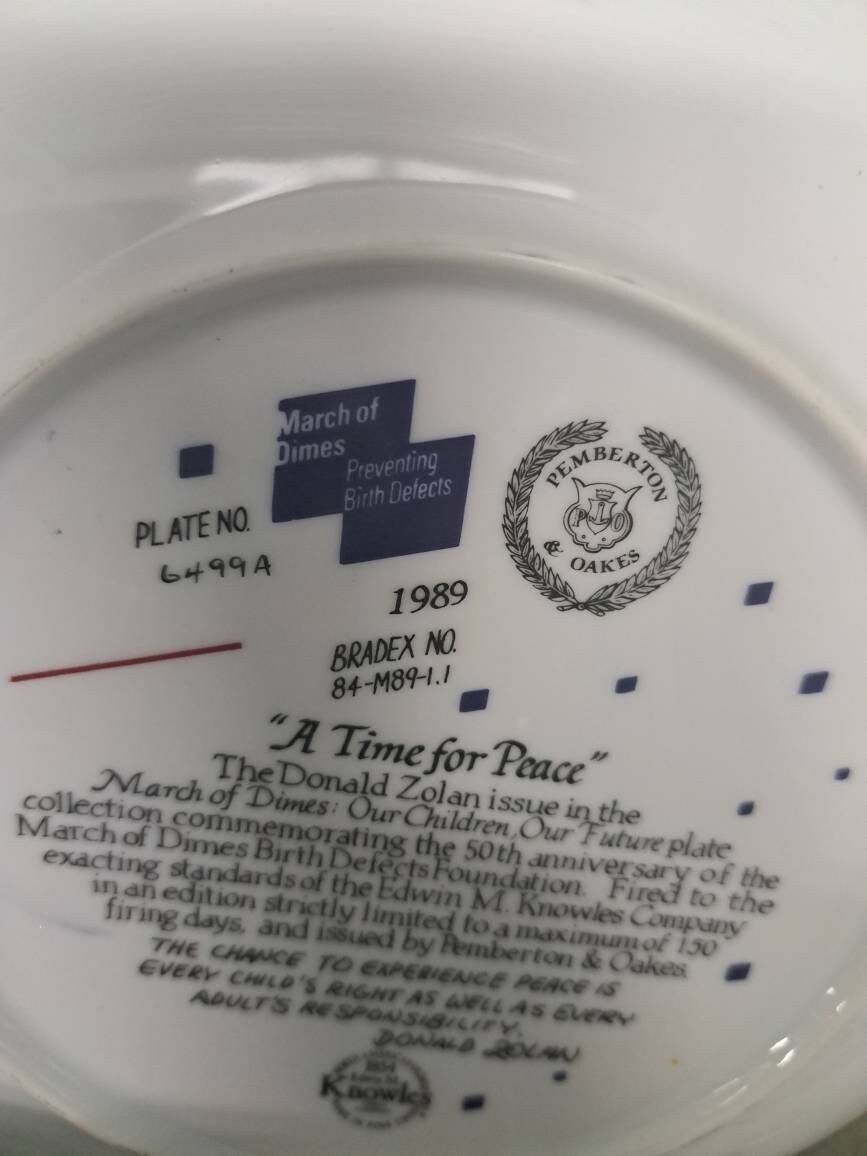 March of
Dimes
Preventing
Birth Defects
PLATE NO.
6499A
PEMBERTON
P O
& OAKES
1989
BRADEX NO.
84-M89-1.1
"A Time for Peace"
The Donald Zolan issue in the
March of Dimes: Our Children, Our Future plate
collection commemorating the 50th anniversary of the
March of Dimes Birth Defects Foundation. Fired to the
exacting standards of the Edwin M. Knowles Company
in an edition strictly limited to a maximum of 150
firing days, and issued by Pemberton & Oakes.
THE CHANCE TO EXPERIENCE PEACE IS
EVERY CHILD'S RIGHT AS WELL AS EVERY
ADULT'S RESPONSIBILITY.
DONALD ZOLAN
Knowles